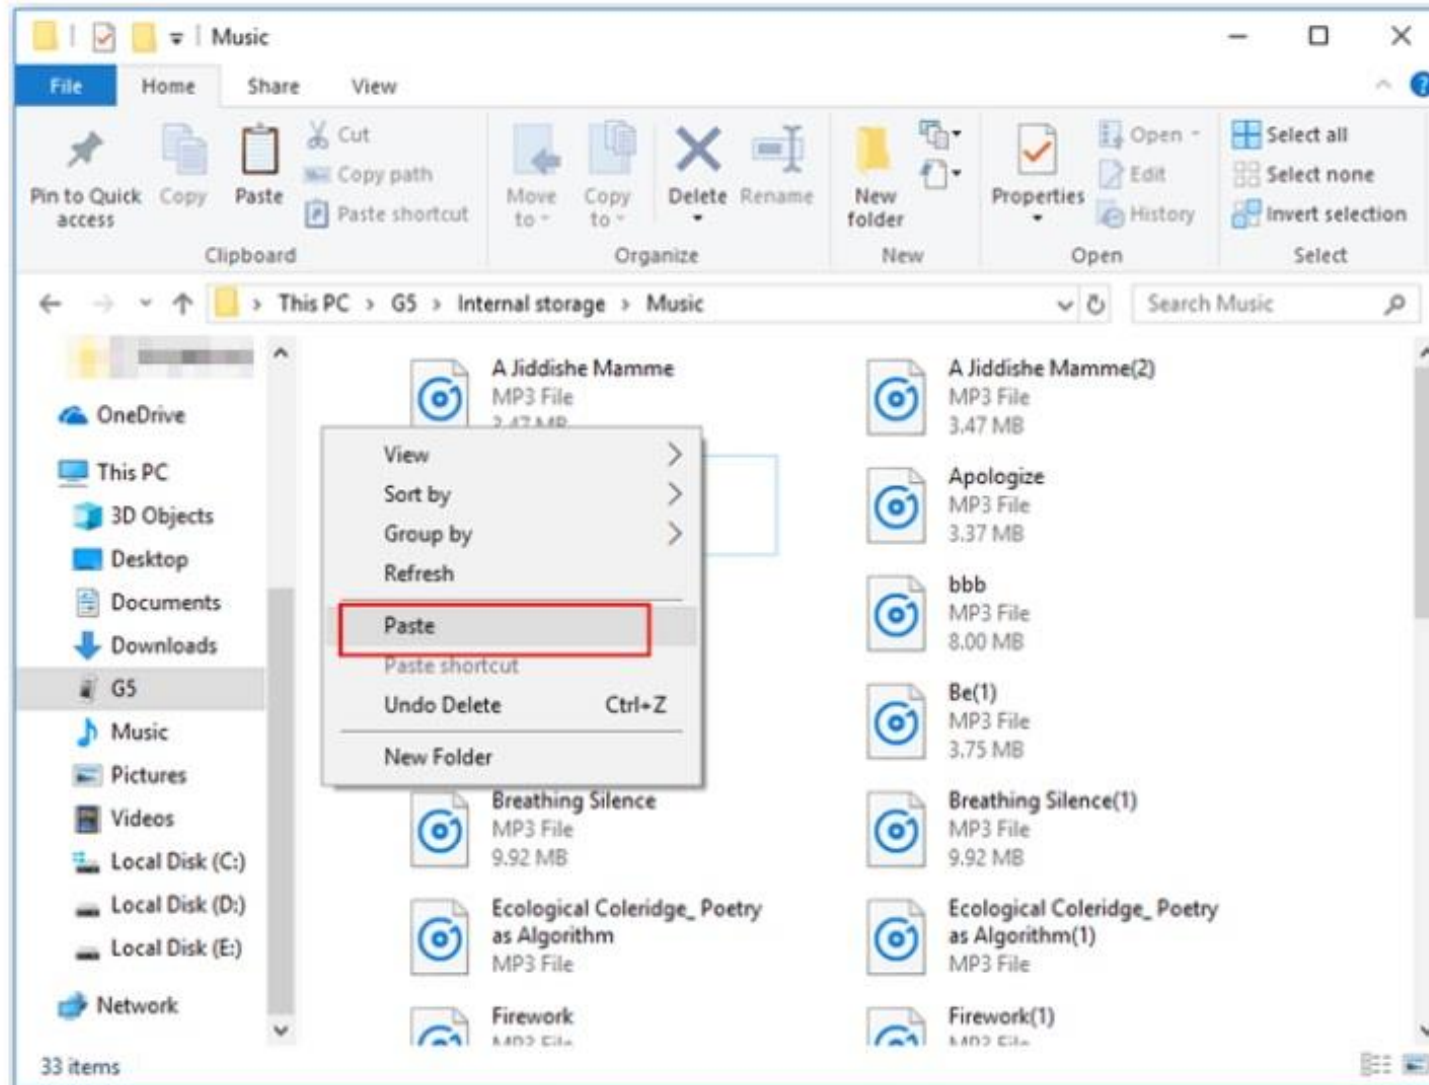 Music
File Home Share View
Pin to Quick access
Copy
Paste
Cut
Copy path
Paste shortcut
Move to
Copy to
Delete
Rename
New folder
Properties
Open
Edit
History
Select all
Select none
Invert selection
Clipboard Organize New Open Select
This PC > G5 > Internal storage > Music
Search Music
OneDrive
This PC
3D Objects
Desktop
Documents
Downloads
G5
Music
Pictures
Videos
Local Disk (C:)
Local Disk (D:)
Local Disk (E:)
Network
A Jiddishe Mamme
MP3 File
3.47 MB
A Jiddishe Mamme(2)
MP3 File
3.47 MB
View
Sort by
Group by
Refresh
Paste
Paste shortcut
Undo Delete Ctrl+Z
New Folder
Apologize
MP3 File
3.37 MB
bbb
MP3 File
8.00 MB
Be(1)
MP3 File
3.75 MB
Breathing Silence
MP3 File
9.92 MB
Breathing Silence(1)
MP3 File
9.92 MB
Ecological Coleridge_ Poetry
as Algorithm
MP3 File
Ecological Coleridge_ Poetry
as Algorithm(1)
MP3 File
Firework
MP3 File
Firework(1)
MP3 File
33 items